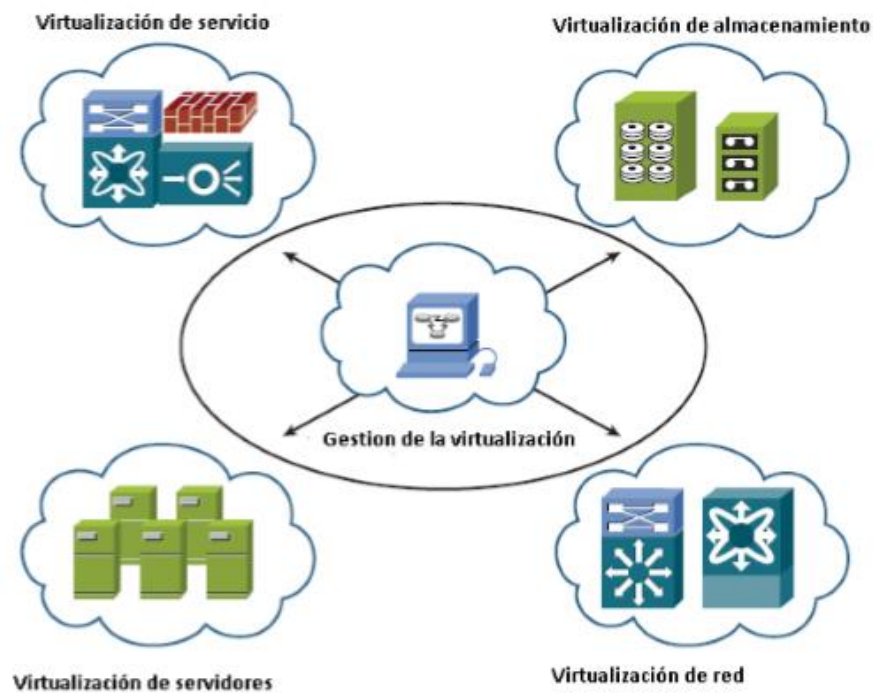 Virtualización de servicio
Virtualización de almacenamiento
Gestion de la virtualización
Virtualización de servidores
Virtualización de red